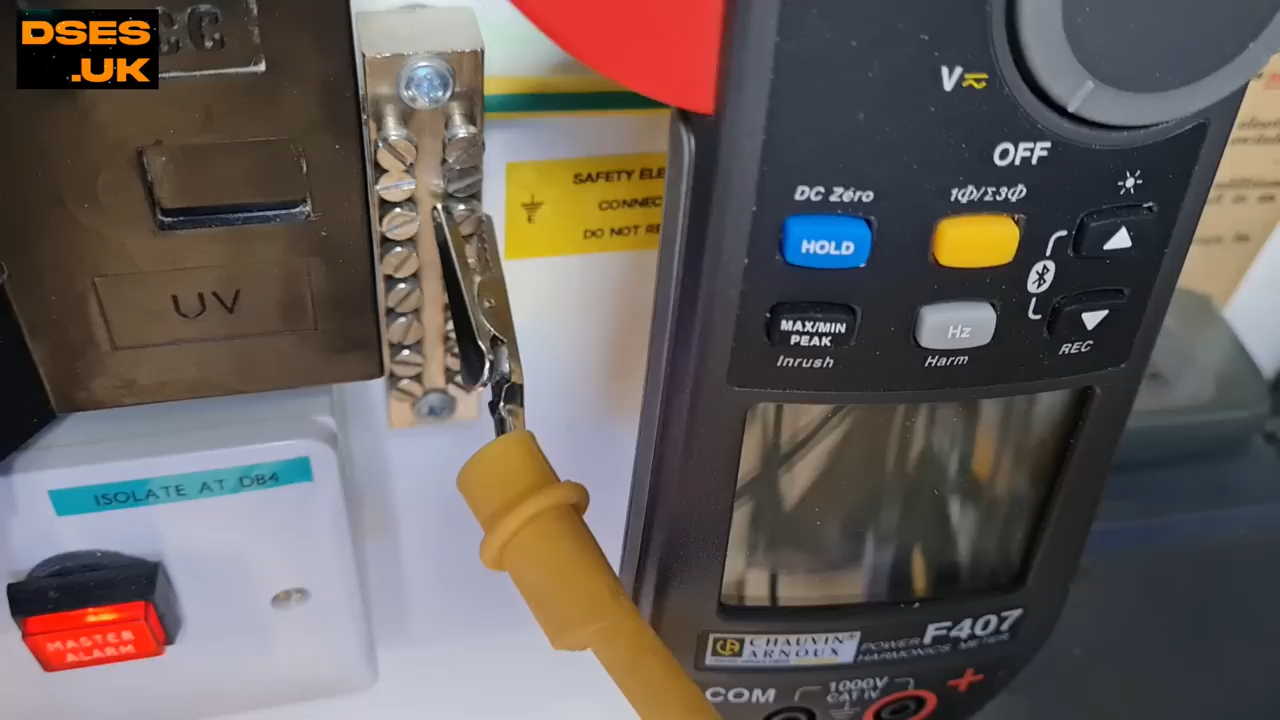 DSES
.UK
UV
SAFETY ELE
CONNEC
DO NOT RE
E
ISOLATE AT DB4
MASTER
ALARM
V
OFF
DC Zéro
1Φ/Σ3Φ
HOLD
MAX/MIN
PEAK
Hz
Inrush
Harm
REC
CHAUVIN®
ARNOUX
POWER
HARMONICS METER
F407
COM
1000V
CAT IV
+